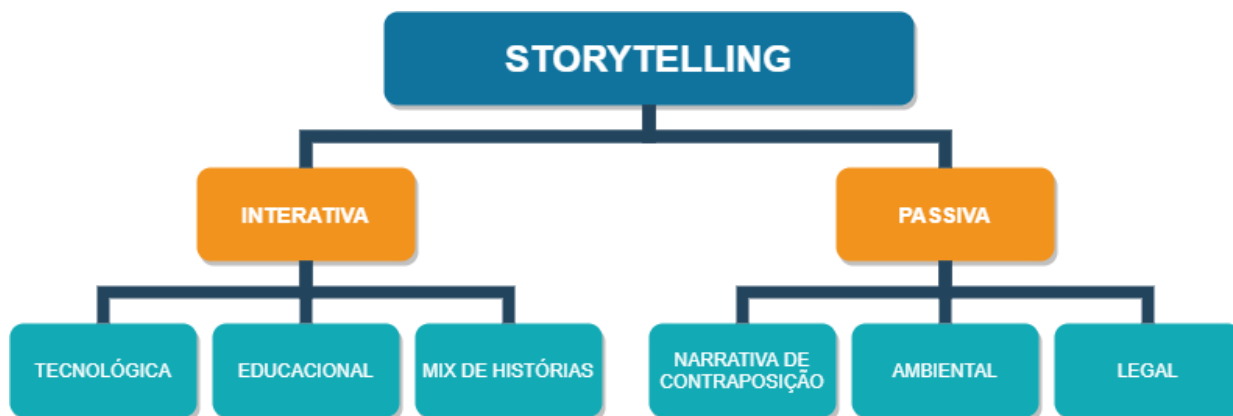 STORYTELLING
INTERATIVA
PASSIVA
TECNOLÓGICA
EDUCACIONAL
MIX DE HISTÓRIAS
NARRATIVA DE
CONTRAPOSIÇÃO
AMBIENTAL
LEGAL